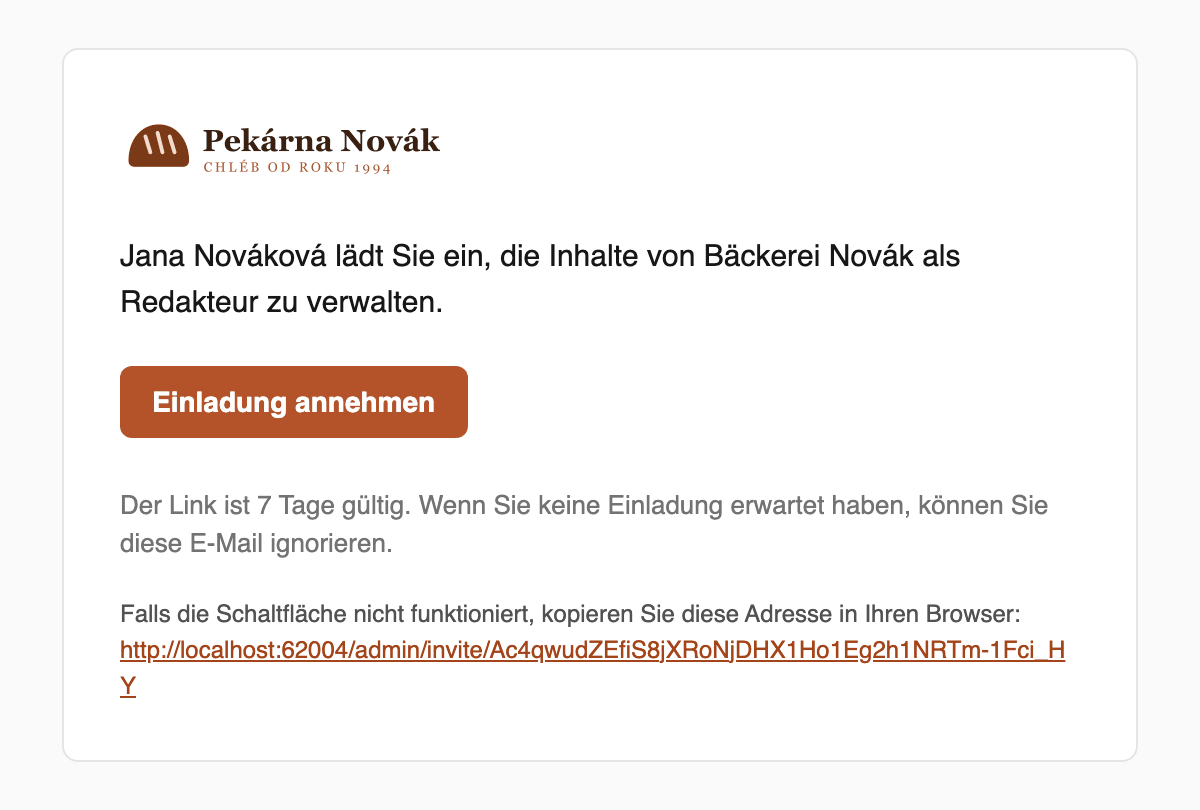 Pekárna Novák
CHLÉB OD ROKU 1994
Jana Nováková lädt Sie ein, die Inhalte von Bäckerei Novák als
Redakteur zu verwalten.
Einladung annehmen
Der Link ist 7 Tage gültig. Wenn Sie keine Einladung erwartet haben, können Sie
diese E-Mail ignorieren.
Falls die Schaltfläche nicht funktioniert, kopieren Sie diese Adresse in Ihren Browser:
http://localhost:62004/admin/invite/Ac4qwudZEfiS8jXRoNjDHX1Ho1Eg2h1NRTm-1Fci_H
Y